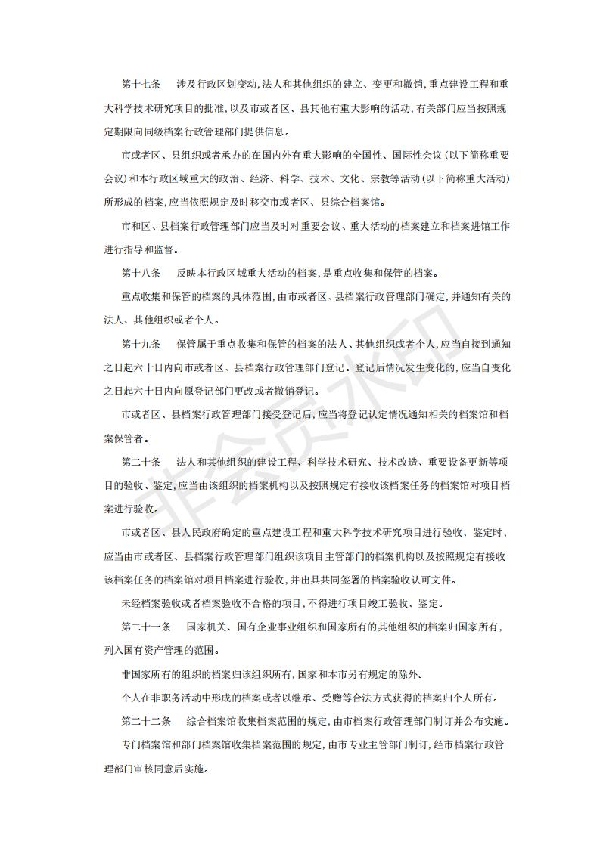 第十七条 涉及行政区划变动,法人和其他组织的建立、变更和撤销,重点建设工程和重
大科学技术研究项目的批准,以及市或者区、县其他有重大影响的活动,有关部门应当按照规
定期限向同级档案行政管理部门提供信息。
市或者区、县组织或者承办的在国内外有重大影响的全国性、国际性会议(以下简称重要
会议)和本行政区域重大的政治、经济、科学、技术、文化、宗教等活动(以下简称重大活动)
所形成的档案,应当依照规定及时移交市或者区、县综合档案馆。
市和区、县档案行政管理部门应当及时对重要会议、重大活动的档案建立和档案进馆工作
进行指导和监督。
第十八条 反映本行政区域重大活动的档案,是重点收集和保管的档案。
重点收集和保管的档案的具体范围,由市或者区、县档案行政管理部门确定,并通知有关的
法人、其他组织或者个人。
第十九条 保管属于重点收集和保管的档案的法人、其他组织或者个人,应当自接到通知
之日起六十日内向市或者区、县档案行政管理部门登记。登记后情况发生变化的,应当自变化
之日起六十日内向原登记部门更改或者撤销登记。
市或者区、县档案行政管理部门接受登记后,应当将登记认定情况通知相关的档案馆和档
案保管者。
第二十条 法人和其他组织的建设工程、科学技术研究、技术改造、重要设备更新等项
目的验收、鉴定,应当由该组织的档案机构以及按照规定有接收该档案任务的档案馆对项目档
案进行验收。
市或者区、县人民政府确定的重点建设工程和重大科学技术研究项目进行验收、鉴定时,
应当由市或者区、县档案行政管理部门组织该项目主管部门的档案机构以及按照规定有接收
该档案任务的档案馆对项目档案进行验收,并出具共同签署的档案验收认可文件。
未经档案验收或者档案验收不合格的项目,不得进行项目竣工验收、鉴定。
第二十一条 国家机关、国有企业事业组织和国家所有的其他组织的档案归国家所有,
列入国有资产管理的范围。
非国家所有的组织的档案归该组织所有,国家和本市另有规定的除外。
个人在非职务活动中形成的档案或者以继承、受赠等合法方式获得的档案归个人所有。
第二十二条 综合档案馆收集档案范围的规定,由市档案行政管理部门制订并公布实施。
专门档案馆和部门档案馆收集档案范围的规定,由市专业主管部门制订,经市档案行政管
理部门审核同意后实施。
非会员水印